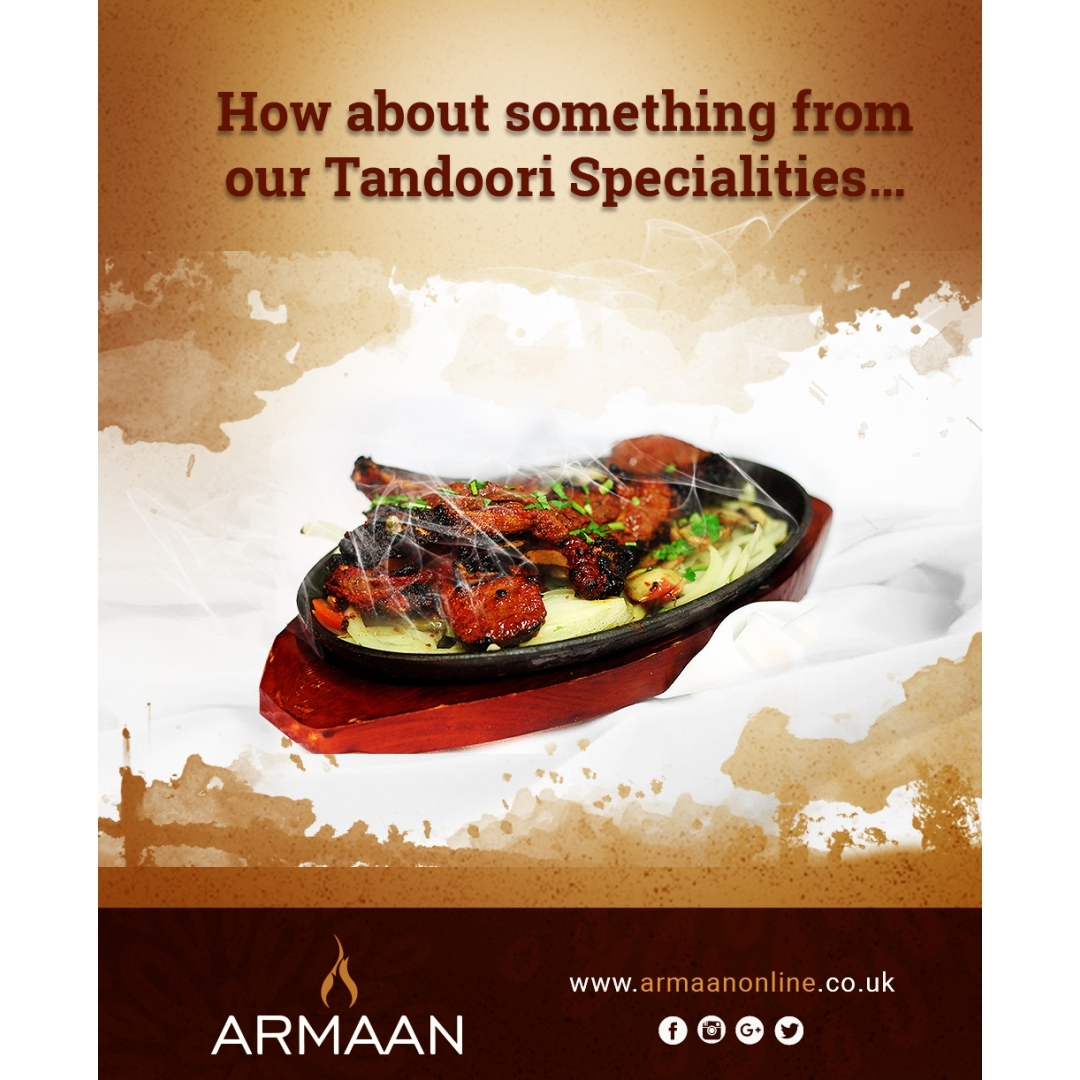 How about something from
our Tandoori Specialities...
ARMAAN
www.armaanonline.co.uk
f
G+